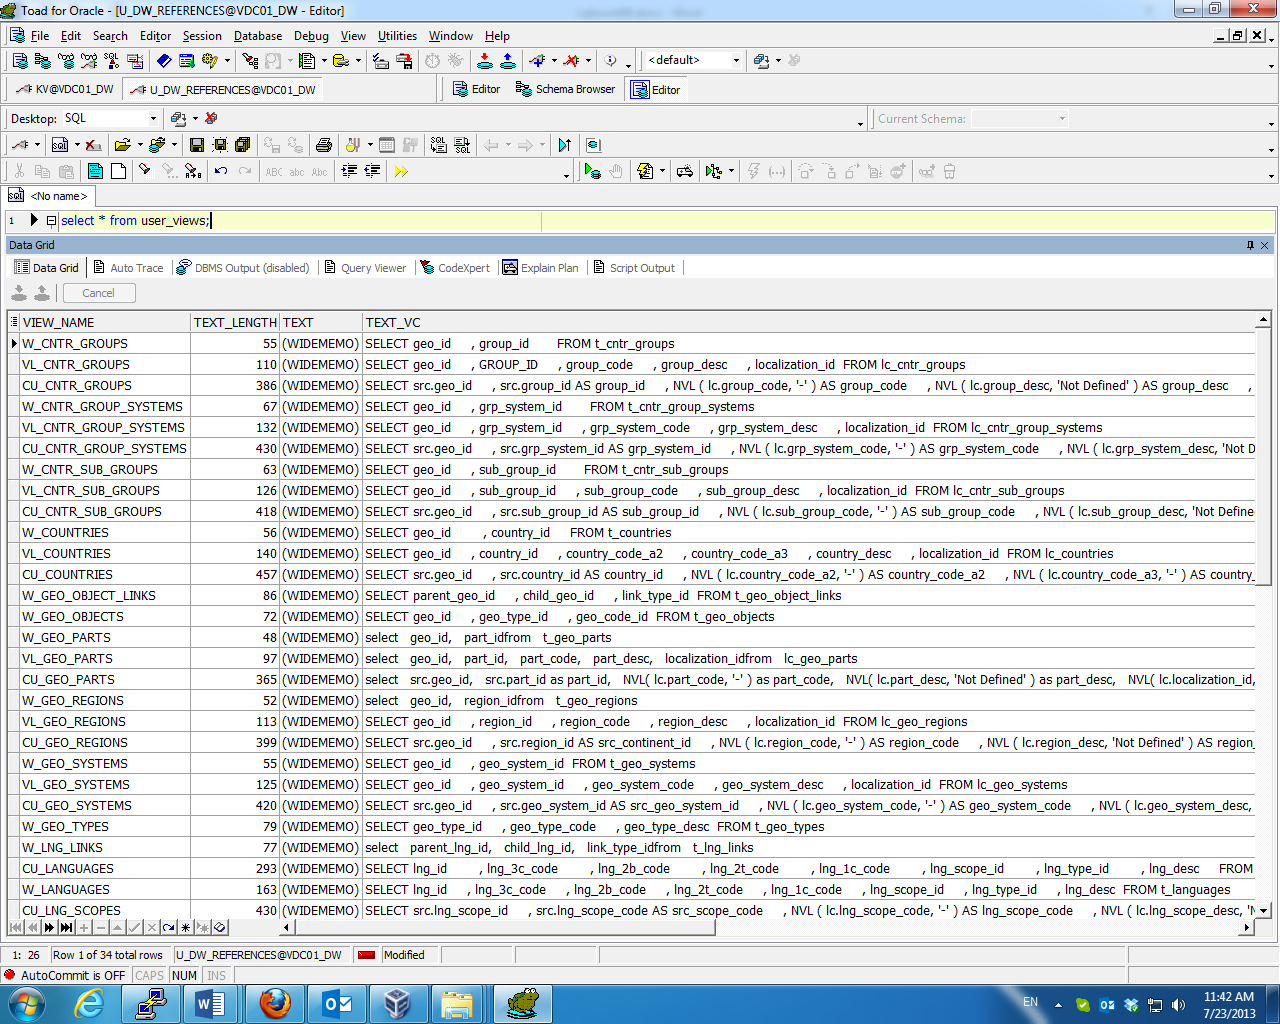 Toad for Oracle - [U_DW_REFERENCES@VDC01_DW - Editor]
File Edit Search Editor Session Database Debug View Utilities Window Help
<default>
KV@VDC01_DW U_DW_REFERENCES@VDC01_DW Editor Schema Browser Editor
Desktop: SQL Current Schema:
SQL <No name>
1 select * from user_views;
Data Grid
Data Grid Auto Trace DBMS Output (disabled) Query Viewer CodeXpert Explain Plan Script Output
Cancel
VIEW_NAME TEXT_LENGTH TEXT TEXT_VC
W_CNTR_GROUPS 55 (WIDEMEMO) SELECT geo_id , group_id FROM t_cntr_groups
VL_CNTR_GROUPS 110 (WIDEMEMO) SELECT geo_id , GROUP_ID , group_code , group_desc , localization_id FROM lc_cntr_groups
CU_CNTR_GROUPS 386 (WIDEMEMO) SELECT src.geo_id , src.group_id AS group_id , NVL ( lc.group_code, '-' ) AS group_code , NVL ( lc.group_desc, 'Not Defined' ) AS group_desc ,
W_CNTR_GROUP_SYSTEMS 67 (WIDEMEMO) SELECT geo_id , grp_system_id FROM t_cntr_group_systems
VL_CNTR_GROUP_SYSTEMS 132 (WIDEMEMO) SELECT geo_id , grp_system_id , grp_system_code , grp_system_desc , localization_id FROM lc_cntr_group_systems
CU_CNTR_GROUP_SYSTEMS 430 (WIDEMEMO) SELECT src.geo_id , src.grp_system_id AS grp_system_id , NVL ( lc.grp_system_code, '-' ) AS grp_system_code , NVL ( lc.grp_system_desc, 'Not D
W_CNTR_SUB_GROUPS 63 (WIDEMEMO) SELECT geo_id , sub_group_id FROM t_cntr_sub_groups
VL_CNTR_SUB_GROUPS 126 (WIDEMEMO) SELECT geo_id , sub_group_id , sub_group_code , sub_group_desc , localization_id FROM lc_cntr_sub_groups
CU_CNTR_SUB_GROUPS 418 (WIDEMEMO) SELECT src.geo_id , src.sub_group_id AS sub_group_id , NVL ( lc.sub_group_code, '-' ) AS sub_group_code , NVL ( lc.sub_group_desc, 'Not Define
W_COUNTRIES 56 (WIDEMEMO) SELECT geo_id , country_id FROM t_countries
VL_COUNTRIES 140 (WIDEMEMO) SELECT geo_id , country_id , country_code_a2 , country_code_a3 , country_desc , localization_id FROM lc_countries
CU_COUNTRIES 457 (WIDEMEMO) SELECT src.geo_id , src.country_id AS country_id , NVL ( lc.country_code_a2, '-' ) AS country_code_a2 , NVL ( lc.country_code_a3, '-' ) AS country_
W_GEO_OBJECT_LINKS 86 (WIDEMEMO) SELECT parent_geo_id , child_geo_id , link_type_id FROM t_geo_object_links
W_GEO_OBJECTS 72 (WIDEMEMO) SELECT geo_id , geo_type_id , geo_code_id FROM t_geo_objects
W_GEO_PARTS 48 (WIDEMEMO) select geo_id, part_idfrom t_geo_parts
VL_GEO_PARTS 97 (WIDEMEMO) select geo_id, part_id, part_code, part_desc, localization_idfrom lc_geo_parts
CU_GEO_PARTS 365 (WIDEMEMO) select src.geo_id, src.part_id as part_id, NVL( lc.part_code, '-' ) as part_code, NVL( lc.part_desc, 'Not Defined' ) as part_desc, NVL( lc.localization_id,
W_GEO_REGIONS 52 (WIDEMEMO) select geo_id, region_idfrom t_geo_regions
VL_GEO_REGIONS 113 (WIDEMEMO) SELECT geo_id , region_id , region_code , region_desc , localization_id FROM lc_geo_regions
CU_GEO_REGIONS 399 (WIDEMEMO) SELECT src.geo_id , src.region_id AS src_continent_id , NVL ( lc.region_code, '-' ) AS region_code , NVL ( lc.region_desc, 'Not Defined' ) AS region_
W_GEO_SYSTEMS 55 (WIDEMEMO) SELECT geo_id , geo_system_id FROM t_geo_systems
VL_GEO_SYSTEMS 125 (WIDEMEMO) SELECT geo_id , geo_system_id , geo_system_code , geo_system_desc , localization_id FROM lc_geo_systems
CU_GEO_SYSTEMS 420 (WIDEMEMO) SELECT src.geo_id , src.geo_system_id AS src_geo_system_id , NVL ( lc.geo_system_code, '-' ) AS geo_system_code , NVL ( lc.geo_system_desc,
W_GEO_TYPES 79 (WIDEMEMO) SELECT geo_type_id , geo_type_code , geo_type_desc FROM t_geo_types
W_LNG_LINKS 77 (WIDEMEMO) select parent_lng_id, child_lng_id, link_type_idfrom t_lng_links
CU_LANGUAGES 293 (WIDEMEMO) SELECT lng_id , lng_3c_code , lng_2b_code , lng_2t_code , lng_1c_code , lng_scope_id , lng_type_id , lng_desc FROM
W_LANGUAGES 163 (WIDEMEMO) SELECT lng_id , lng_3c_code , lng_2b_code , lng_2t_code , lng_1c_code , lng_scope_id , lng_type_id , lng_desc FROM t_languages
CU_LNG_SCOPES 430 (WIDEMEMO) SELECT src.lng_scope_id , src.lng_scope_code AS src_scope_code , NVL ( lc.lng_scope_code, '-' ) AS lng_scope_code , NVL ( lc.lng_scope_desc, 'N
1: 26 Row 1 of 34 total rows U_DW_REFERENCES@VDC01_DW Modified
AutoCommit is OFF CAPS NUM INS
EN 11:42 AM
7/23/2013